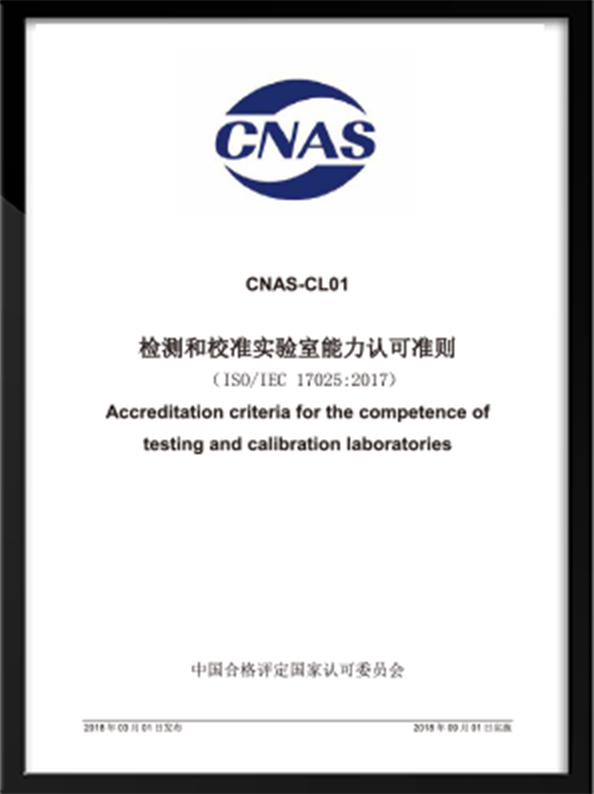 CNAS
CNAS-CL01
检测和校准实验室能力认可准则
（ISO/IEC 17025:2017）
Accreditation criteria for the competence of
testing and calibration laboratories
中国合格评定国家认可委员会
2018 年 03 月 01 日发布
2018 年 09 月 01 日实施